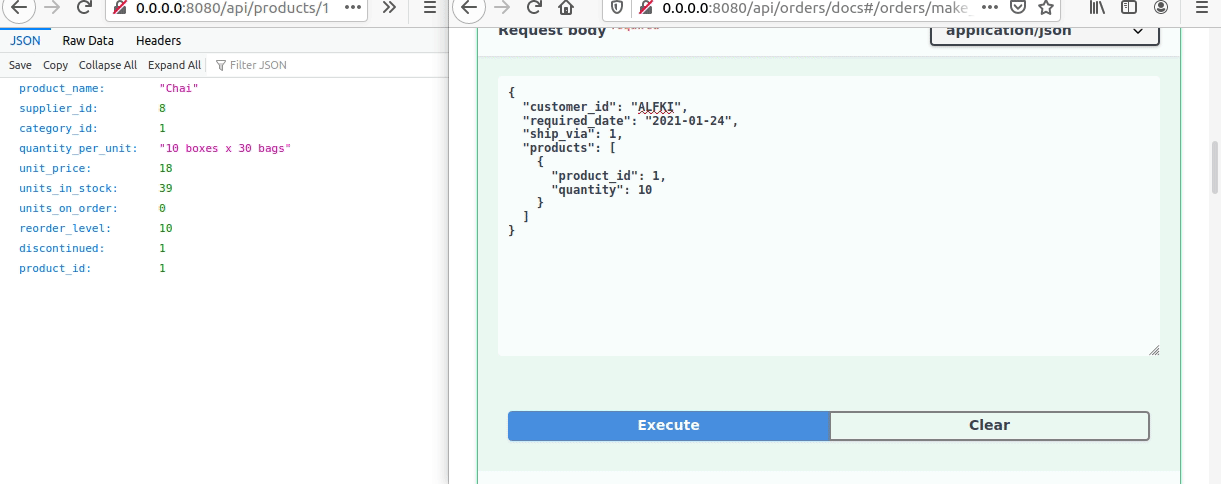 0.0.0.0:8080/api/products/1
JSON Raw Data Headers
Save Copy Collapse All Expand All Filter JSON
product_name: "Chai"
supplier_id: 8
category_id: 1
quantity_per_unit: "10 boxes x 30 bags"
unit_price: 18
units_in_stock: 39
units_on_order: 0
reorder_level: 10
discontinued: 1
product_id: 1
0.0.0.0:8080/api/orders/docs#/orders/make_
Request body required
application/json
{
"customer_id": "ALFKI",
"required_date": "2021-01-24",
"ship_via": 1,
"products": [
{
"product_id": 1,
"quantity": 10
}
]
}
Execute Clear